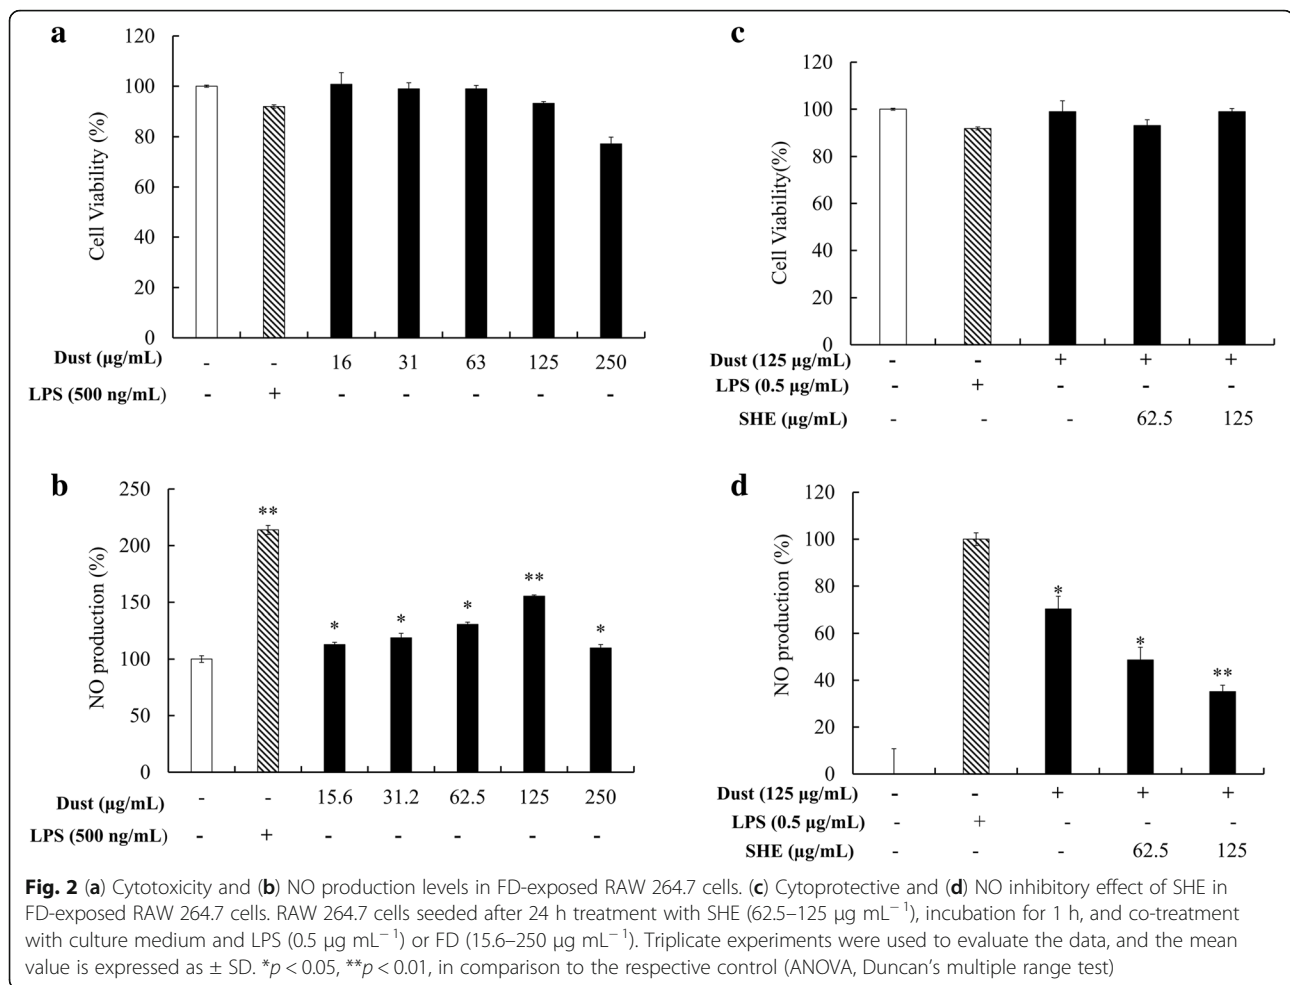 a
120
100
80
60
40
20
0
Cell Viability (%)
Dust (μg/mL) - - 16 31 63 125 250
LPS (500 ng/mL) - + - - - - -
c
120
100
80
60
40
20
0
Cell Viability(%)
Dust (125 μg/mL) - - + + +
LPS (0.5 μg/mL) - + - - -
SHE (μg/mL) - - - 62.5 125
b
250
200
150
100
50
0
NO production (%)
** * * * ** *
Dust (μg/mL) - - 15.6 31.2 62.5 125 250
LPS (500 ng/mL) - + - - - - -
d
120
100
80
60
40
20
0
NO production (%)
* * **
Dust (125 μg/mL) - - + + +
LPS (0.5 μg/mL) - + - - -
SHE (μg/mL) - - - 62.5 125
Fig. 2 (a) Cytotoxicity and (b) NO production levels in FD-exposed RAW 264.7 cells. (c) Cytoprotective and (d) NO inhibitory effect of SHE in
FD-exposed RAW 264.7 cells. RAW 264.7 cells seeded after 24 h treatment with SHE (62.5–125 μg mL⁻¹), incubation for 1 h, and co-treatment
with culture medium and LPS (0.5 μg mL⁻¹) or FD (15.6–250 μg mL⁻¹). Triplicate experiments were used to evaluate the data, and the mean
value is expressed as ± SD. *p < 0.05, **p < 0.01, in comparison to the respective control (ANOVA, Duncan's multiple range test)